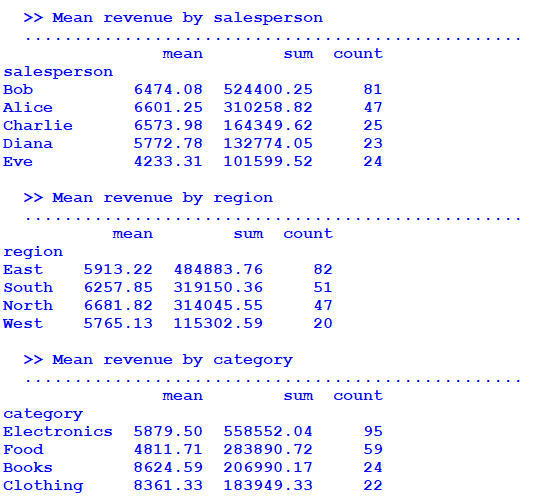 >> Mean revenue by salesperson
..................................................
mean sum count
salesperson
Bob 6474.08 524400.25 81
Alice 6601.25 310258.82 47
Charlie 6573.98 164349.62 25
Diana 5772.78 132774.05 23
Eve 4233.31 101599.52 24
>> Mean revenue by region
..................................................
mean sum count
region
East 5913.22 484883.76 82
South 6257.85 319150.36 51
North 6681.82 314045.55 47
West 5765.13 115302.59 20
>> Mean revenue by category
..................................................
mean sum count
category
Electronics 5879.50 558552.04 95
Food 4811.71 283890.72 59
Books 8624.59 206990.17 24
Clothing 8361.33 183949.33 22